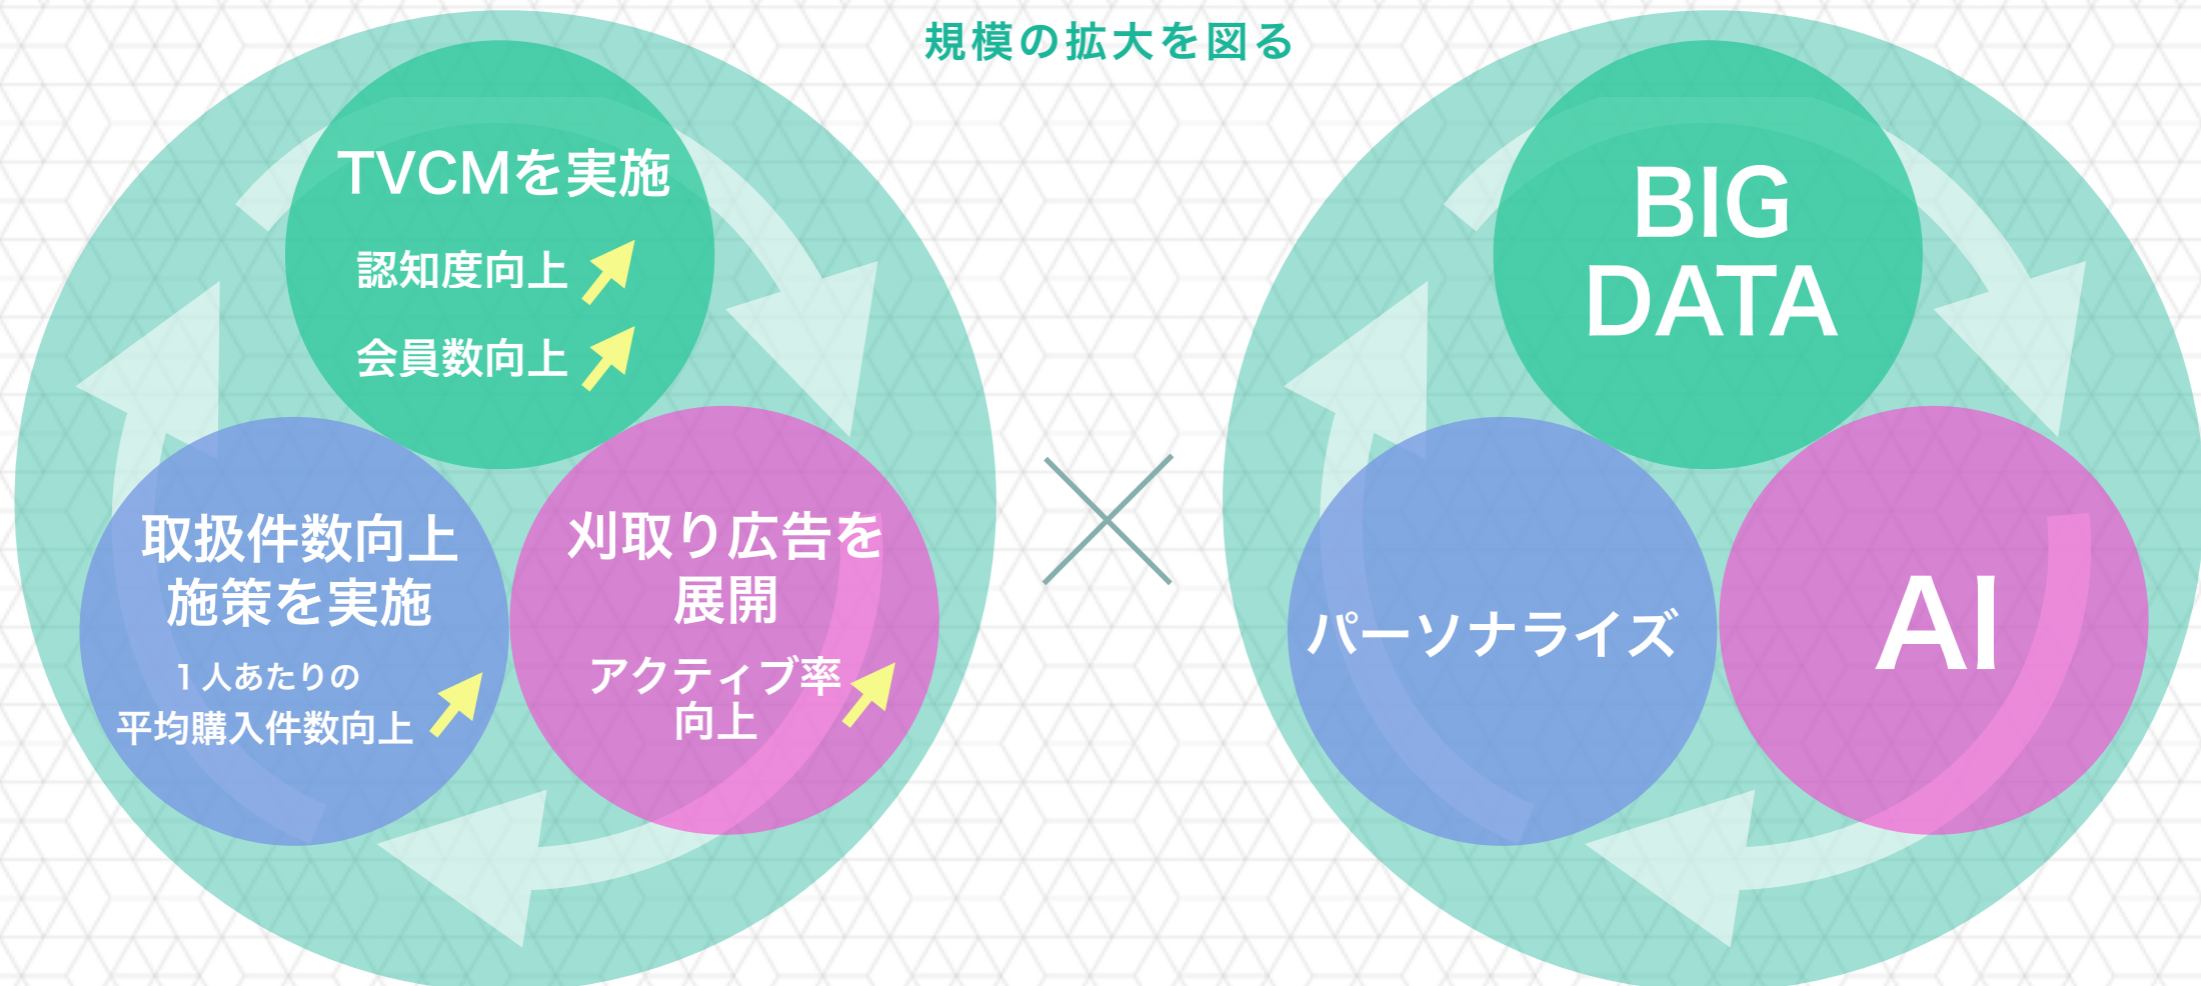 規模の拡大を図る
TVCMを実施
認知度向上
会員数向上
取扱件数向上
施策を実施
1人あたりの
平均購入件数向上
刈取り広告を
展開
アクティブ率
向上
BIG
DATA
パーソナライズ
AI